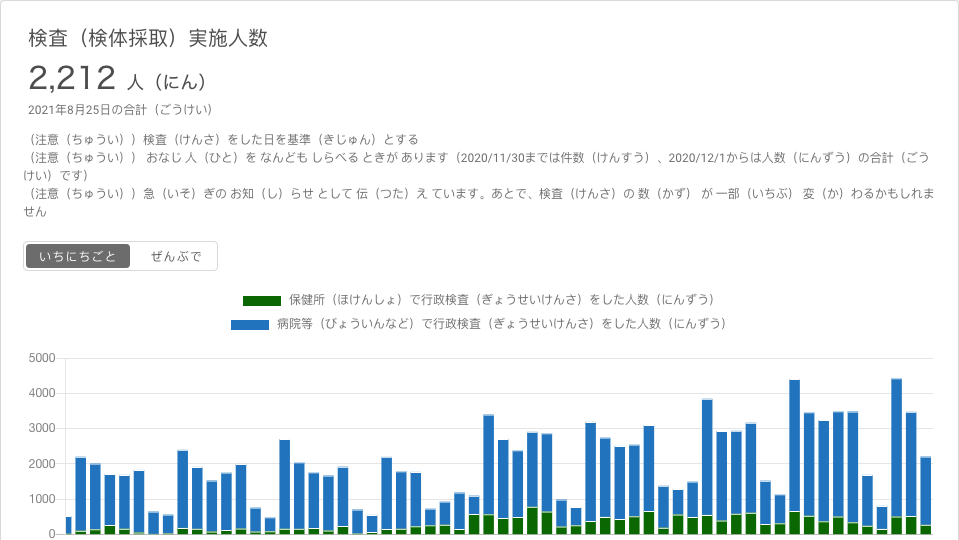 検査（検体採取）実施人数
2,212 人（にん）
2021年8月25日の合計（ごうけい）
（注意（ちゅうい））検査（けんさ）をした日を基準（きじゅん）とする
（注意（ちゅうい）） おなじ 人（ひと）を なんども しらべる ときが あります（2020/11/30までは件数（けんすう）、2020/12/1からは人数（にんずう）の合計（ごう
けい）です）
（注意（ちゅうい））急（いそ）ぎの お知（し）らせ として 伝（つた）え ています。あとで、検査（けんさ）の 数（かず） が 一部（いちぶ） 変（か）わるかもしれま
せん
いちにちごと ぜんぶで
保健所（ほけんしょ）で行政検査（ぎょうせいけんさ）をした人数（にんずう）
病院等（びょういんなど）で行政検査（ぎょうせいけんさ）をした人数（にんずう）
5000
4000
3000
2000
1000
0